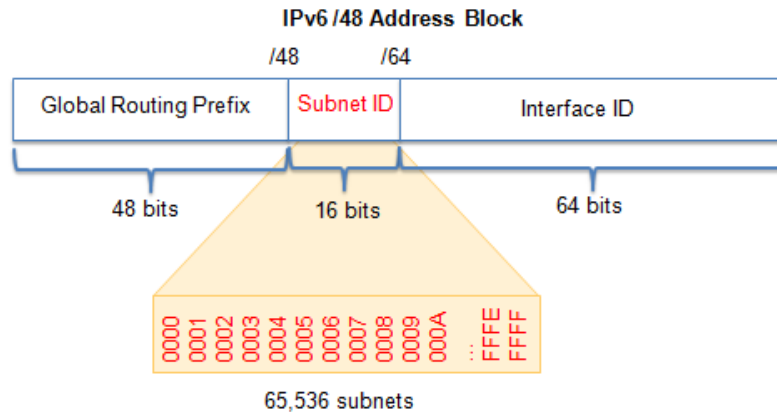 IPv6 /48 Address Block
/48 /64
Global Routing Prefix Subnet ID Interface ID
48 bits 16 bits 64 bits
0000
0001
0002
0003
0004
0005
0006
0007
0008
0009
000A
...
FFFE
FFFF
65,536 subnets